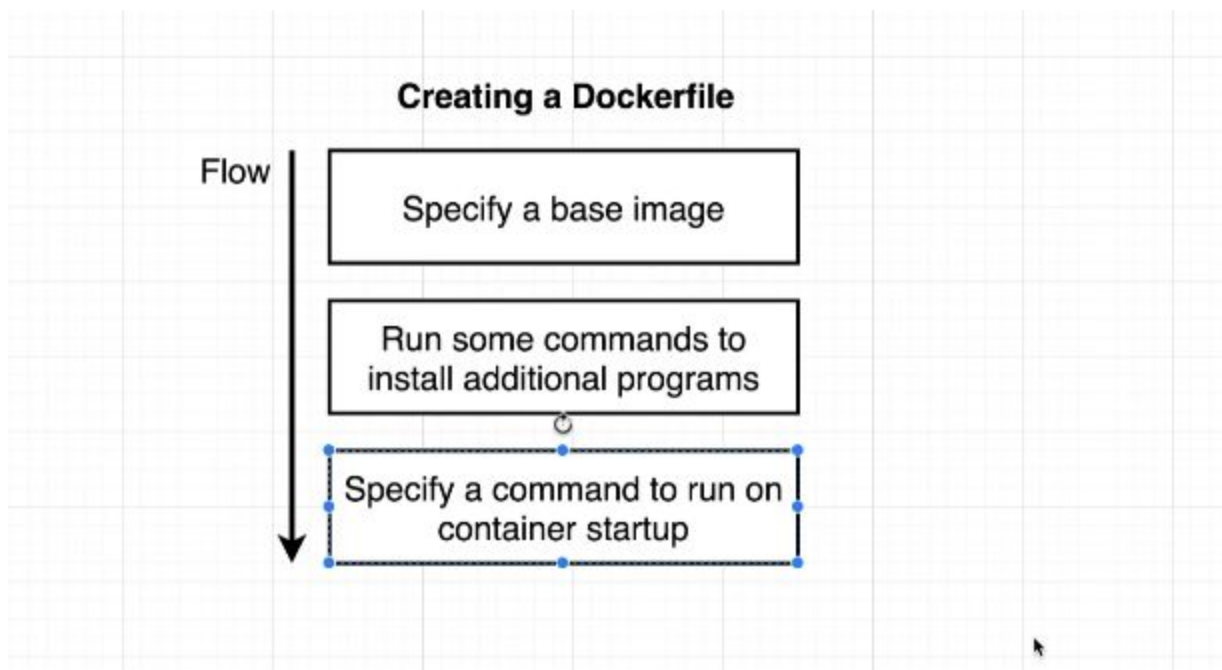 Creating a Dockerfile
Flow
Specify a base image
Run some commands to
install additional programs
Specify a command to run on
container startup